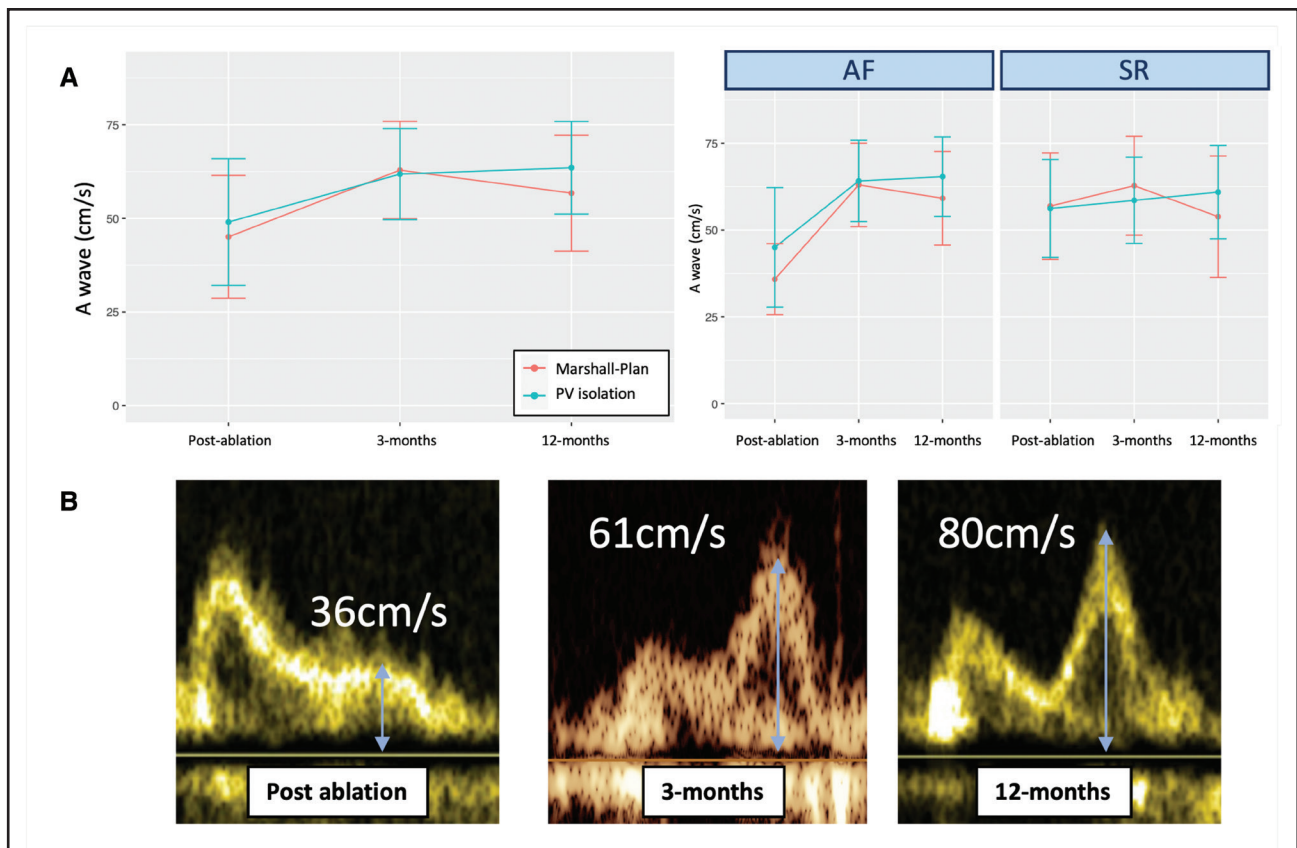 A
AF
SR
A wave (cm/s)
75
50
25
0
Post-ablation
3-months
12-months
Marshall-Plan
PV isolation
A wave (cm/s)
75
50
25
0
Post-ablation
3-months
12-months
Post-ablation
3-months
12-months
B
36cm/s
Post ablation
61cm/s
3-months
80cm/s
12-months